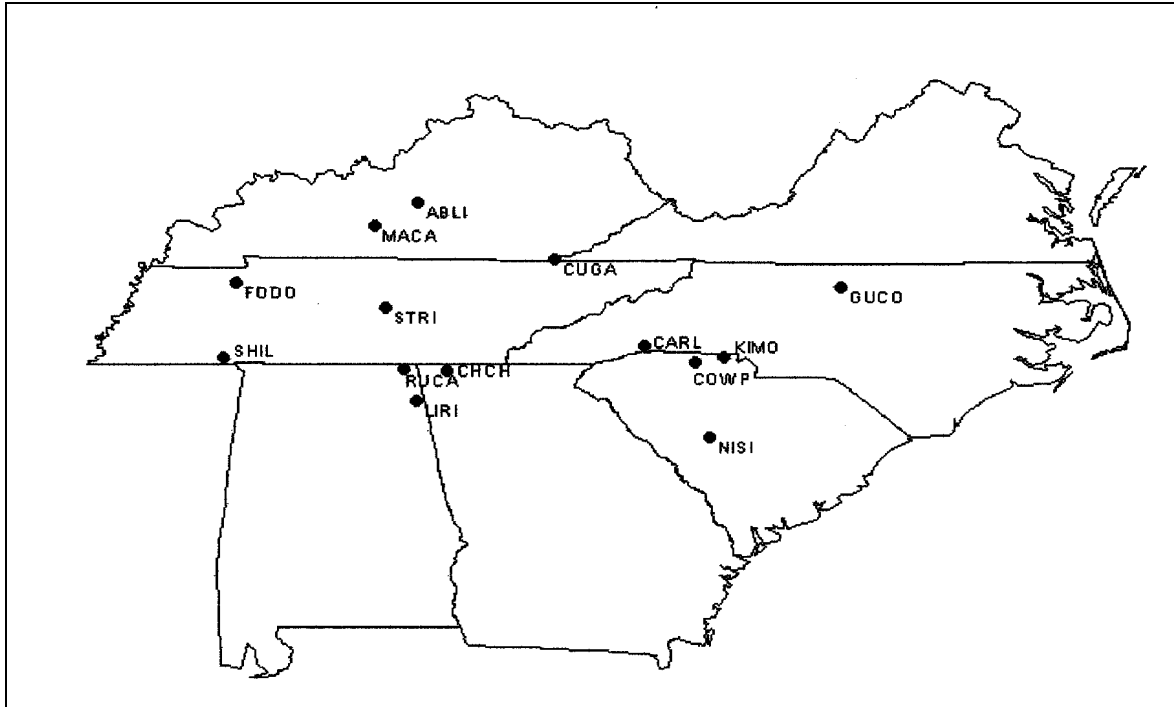 ABLI
MACA
CUGA
FODO
GUCO
STRI
SHIL
CARL
KIMO
COWP
RUCA
CHCH
LIRI
NISI